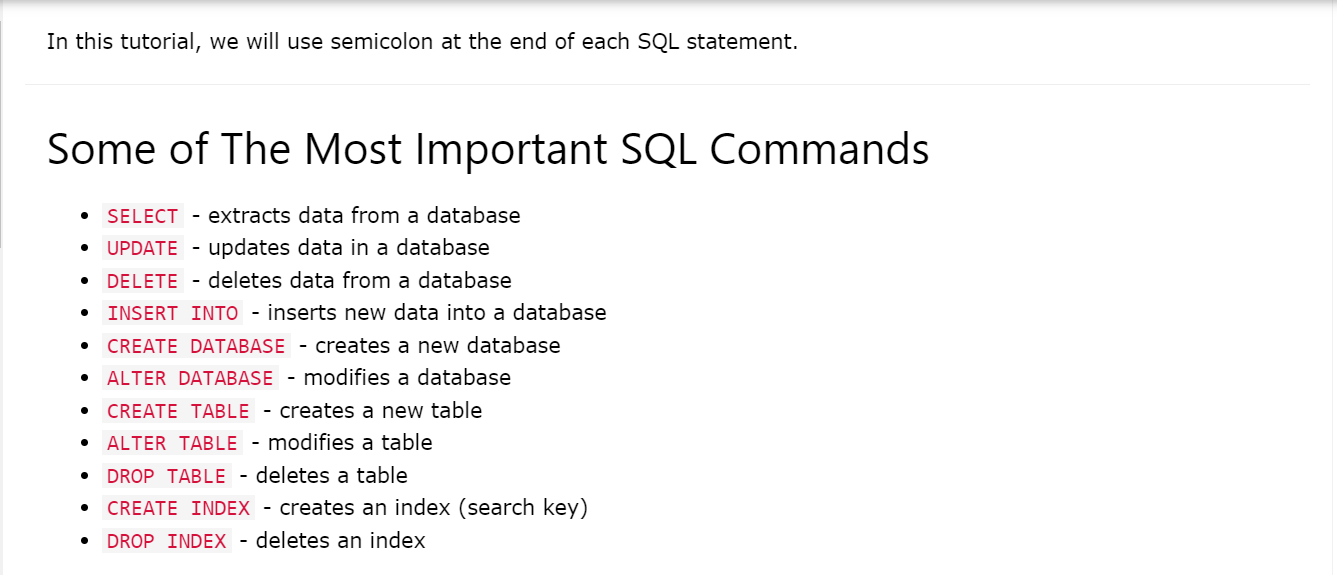 In this tutorial, we will use semicolon at the end of each SQL statement.
Some of The Most Important SQL Commands
• SELECT - extracts data from a database
• UPDATE - updates data in a database
• DELETE - deletes data from a database
• INSERT INTO - inserts new data into a database
• CREATE DATABASE - creates a new database
• ALTER DATABASE - modifies a database
• CREATE TABLE - creates a new table
• ALTER TABLE - modifies a table
• DROP TABLE - deletes a table
• CREATE INDEX - creates an index (search key)
• DROP INDEX - deletes an index